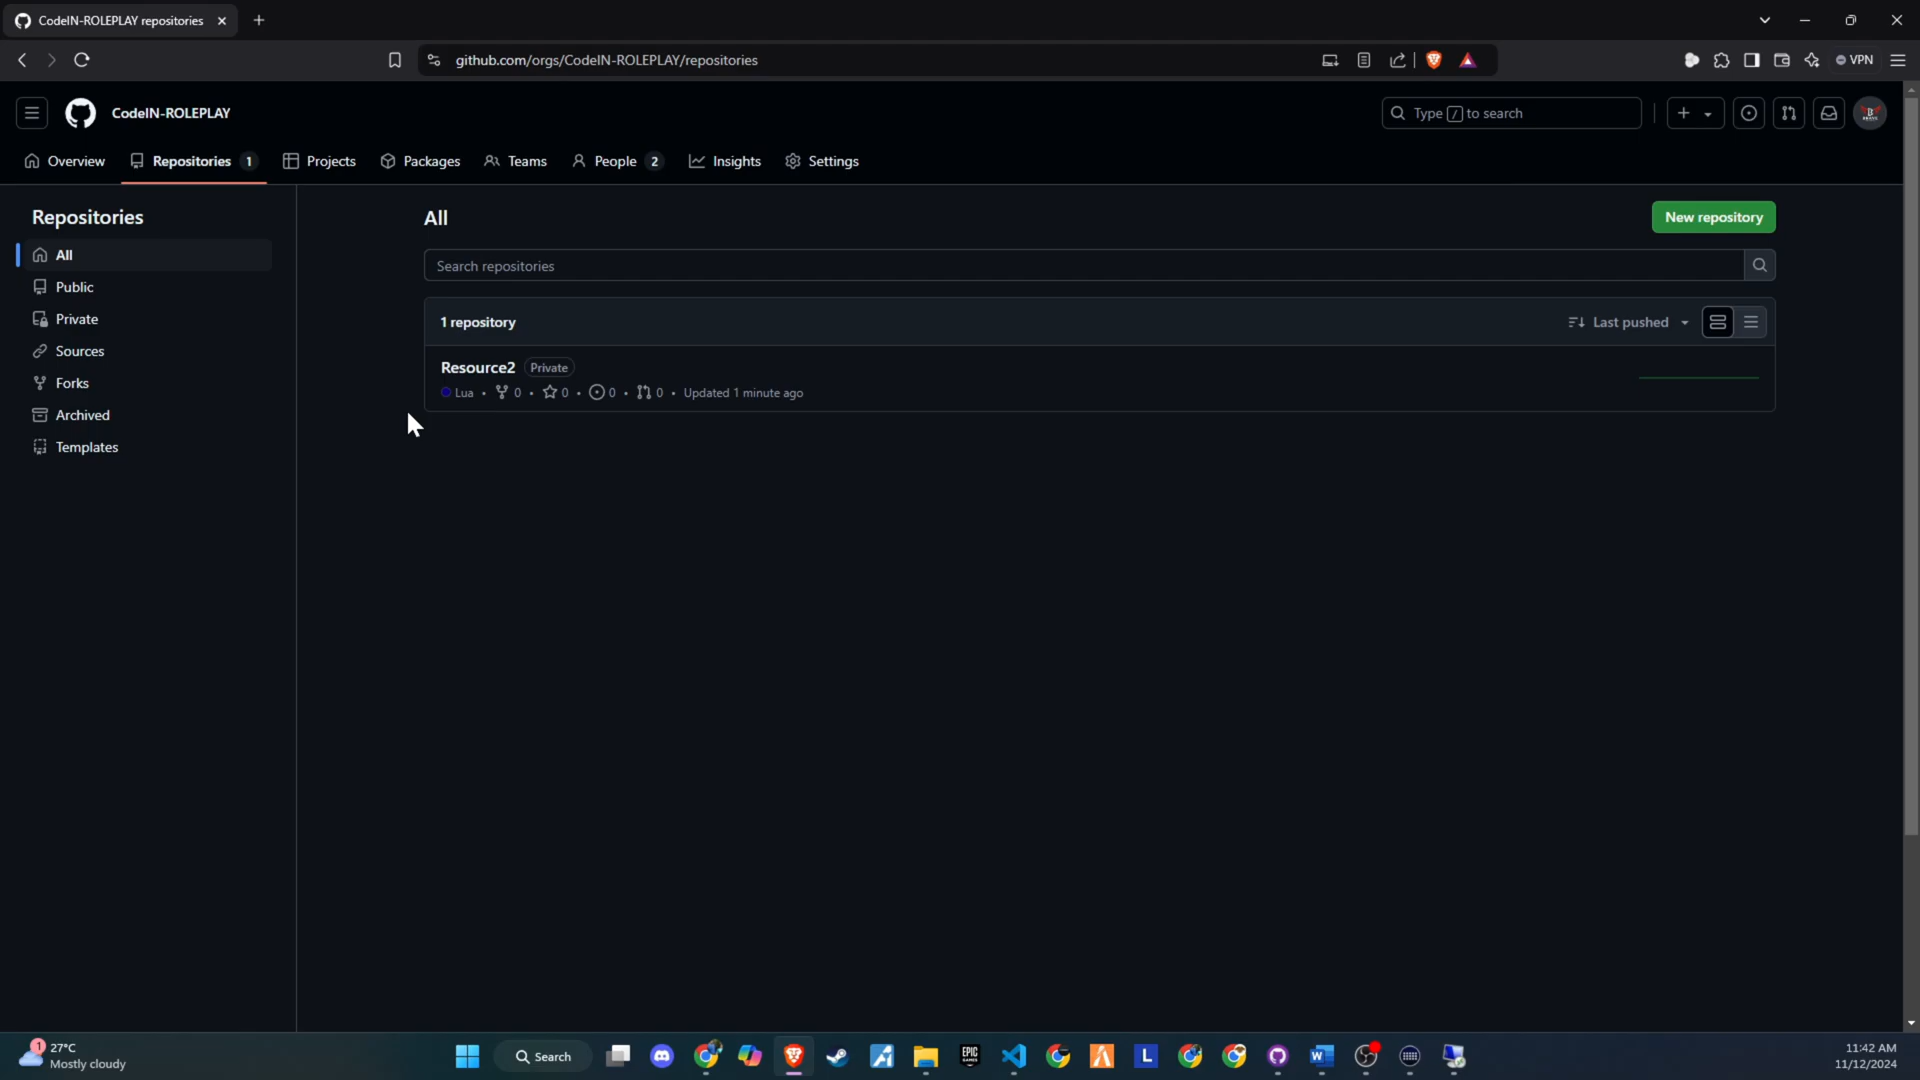 CodeIN-ROLEPLAY repositories
github.com/orgs/CodeIN-ROLEPLAY/repositories
VPN
CodeIN-ROLEPLAY
Type / to search
Overview
Repositories 1
Projects
Packages
Teams
People 2
Insights
Settings
Repositories
All
Public
Private
Sources
Forks
Archived
Templates
All
New repository
Search repositories
1 repository
Last pushed
Resource2 Private
Lua • 0 • 0 • 0 • 0 • Updated 1 minute ago
1
27°C
Mostly cloudy
Search
EPIC
GAMES
L
W
11:42 AM
11/12/2024